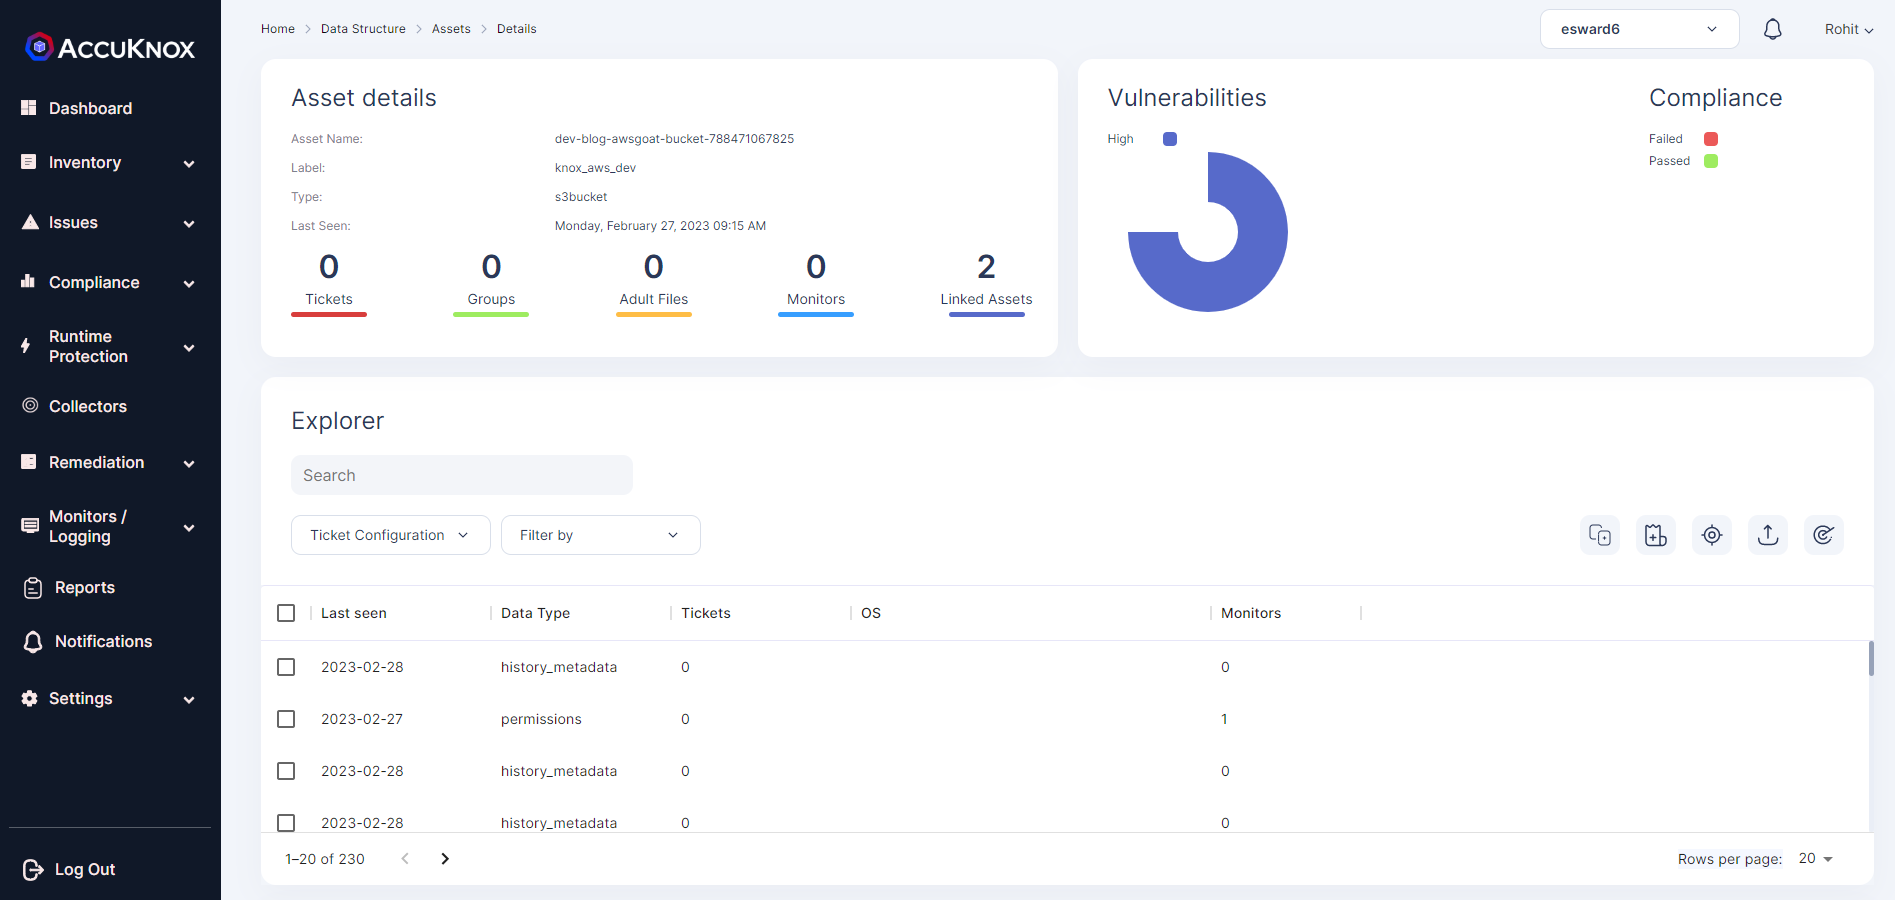 ACCUKNOX
Dashboard
Inventory
Issues
Compliance
Runtime
Protection
Collectors
Remediation
Monitors /
Logging
Reports
Notifications
Settings
Log Out
Home Data Structure Assets Details
esward6
Rohit
Asset details
Asset Name: dev-blog-awsgoat-bucket-788471067825
Label: knox_aws_dev
Type: s3bucket
Last Seen: Monday, February 27, 2023 09:15 AM
0 0 0 0 2
Tickets Groups Adult Files Monitors Linked Assets
Vulnerabilities
High
Compliance
Failed
Passed
Explorer
Search
Ticket Configuration Filter by
Last seen Data Type Tickets OS Monitors
2023-02-28 history_metadata 0 0
2023-02-27 permissions 0 1
2023-02-28 history_metadata 0 0
2023-02-28 history_metadata 0 0
1–20 of 230
Rows per page: 20